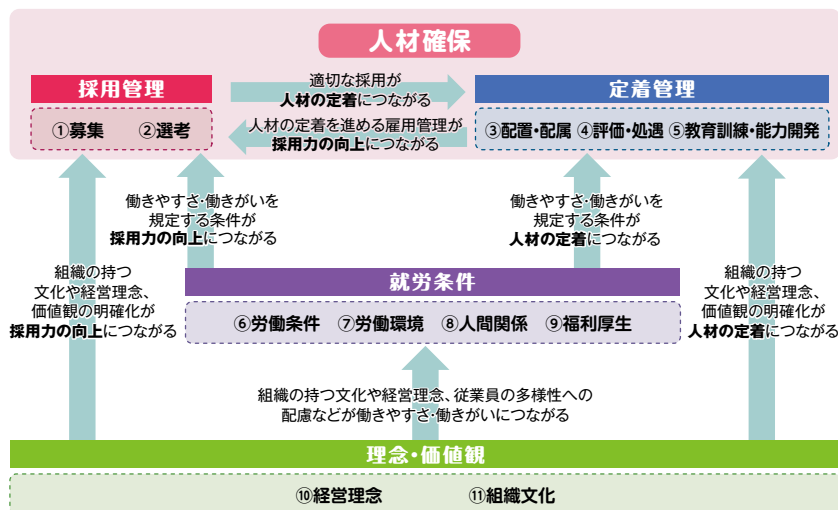 人材確保
採用管理
①募集 ②選考
適切な採用が
人材の定着につながる
人材の定着を進める雇用管理が
採用力の向上につながる
定着管理
③配置・配属 ④評価・処遇 ⑤教育訓練・能力開発
働きやすさ・働きがいを
規定する条件が
採用力の向上につながる
働きやすさ・働きがいを
規定する条件が
人材の定着につながる
組織の持つ
文化や経営理念、
価値観の明確化が
採用力の向上につながる
就労条件
⑥労働条件 ⑦労働環境 ⑧人間関係 ⑨福利厚生
組織の持つ
文化や経営理念、
価値観の明確化が
人材の定着につながる
組織の持つ文化や経営理念、従業員の多様性への
配慮などが働きやすさ・働きがいにつながる
理念・価値観
⑩経営理念 ⑪組織文化